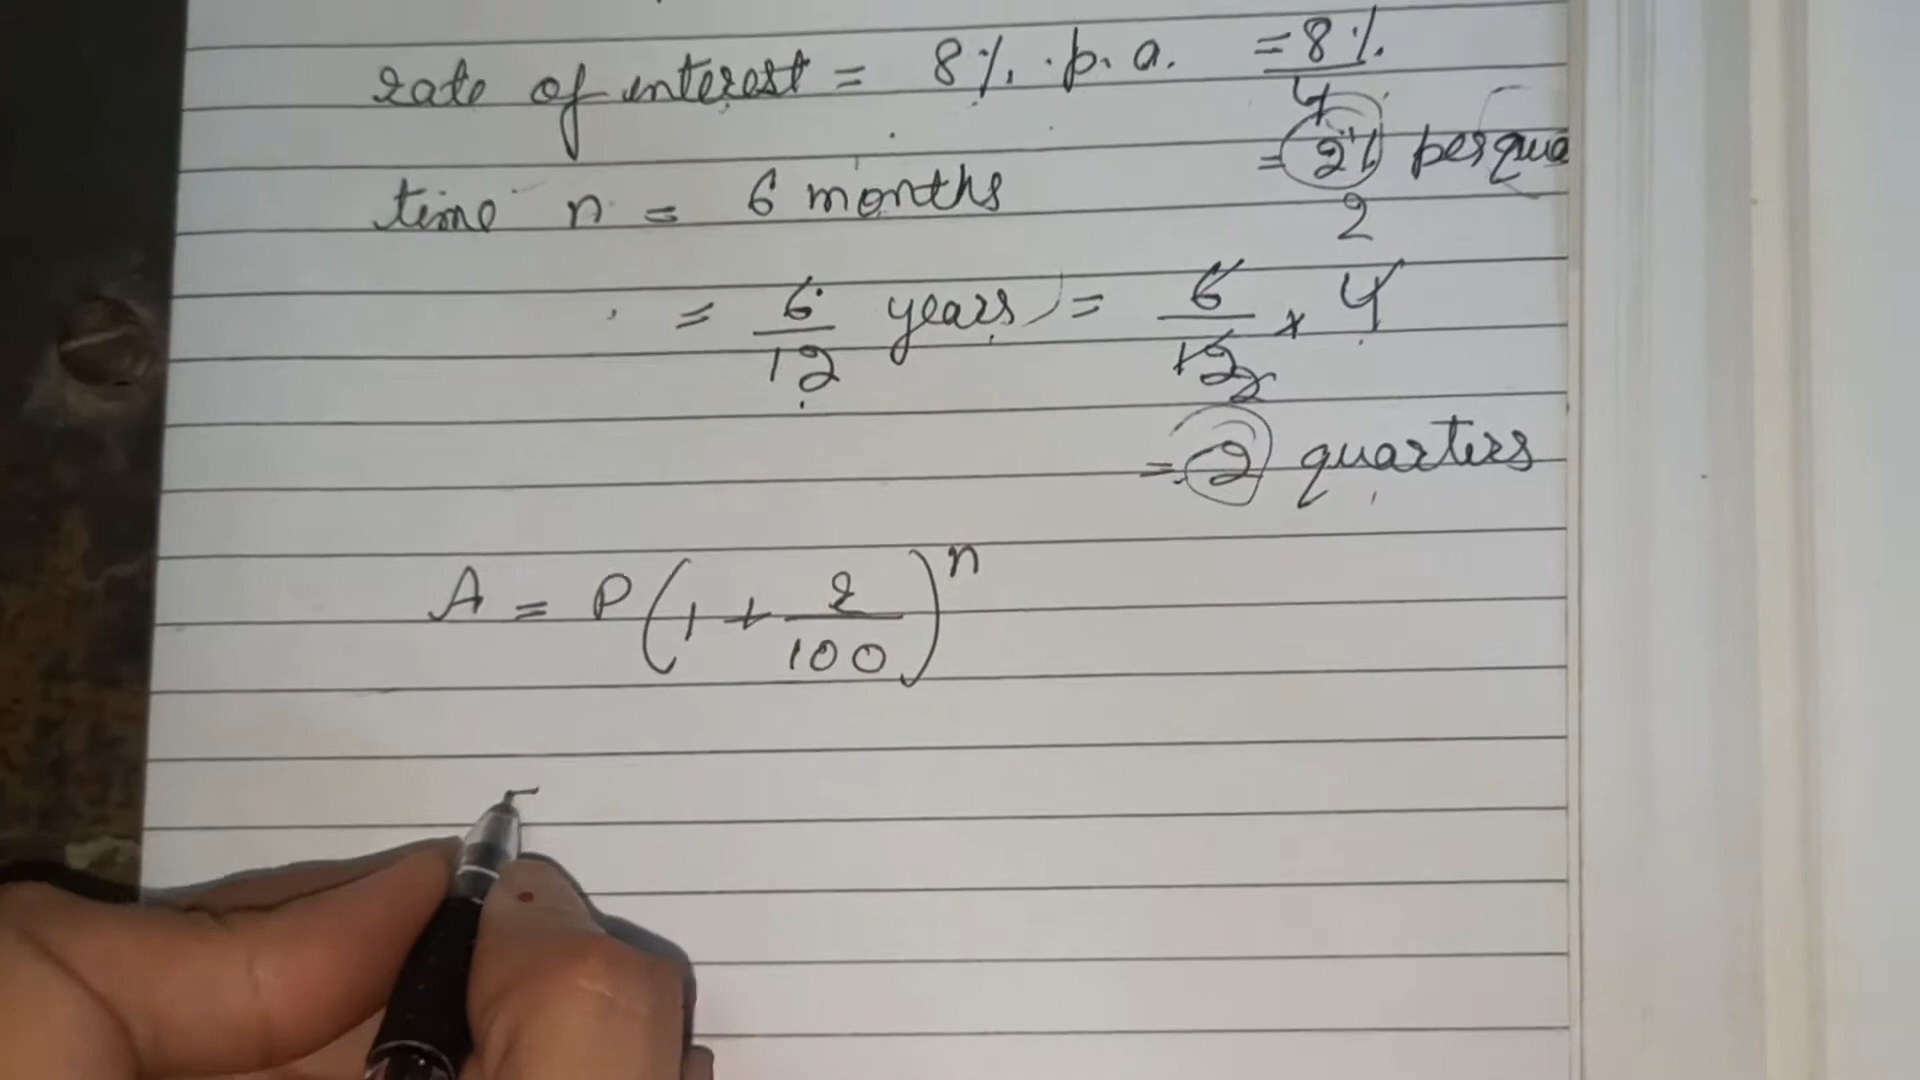 rate of interest = 8% p.a. = 8%/4
= 2% per qua
time n = 6 months
= 6/12 years = 6/12 × 4
2
2
= 2 quarters
A = P(1 + r/100)^n